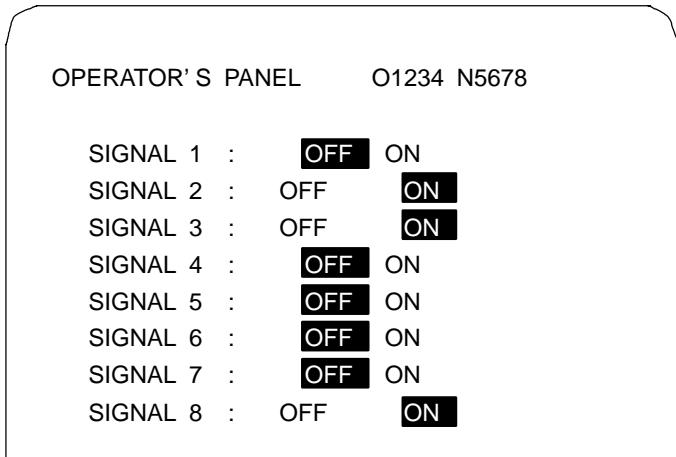 OPERATOR'S PANEL O1234 N5678
SIGNAL 1 : OFF ON
SIGNAL 2 : OFF ON
SIGNAL 3 : OFF ON
SIGNAL 4 : OFF ON
SIGNAL 5 : OFF ON
SIGNAL 6 : OFF ON
SIGNAL 7 : OFF ON
SIGNAL 8 : OFF ON